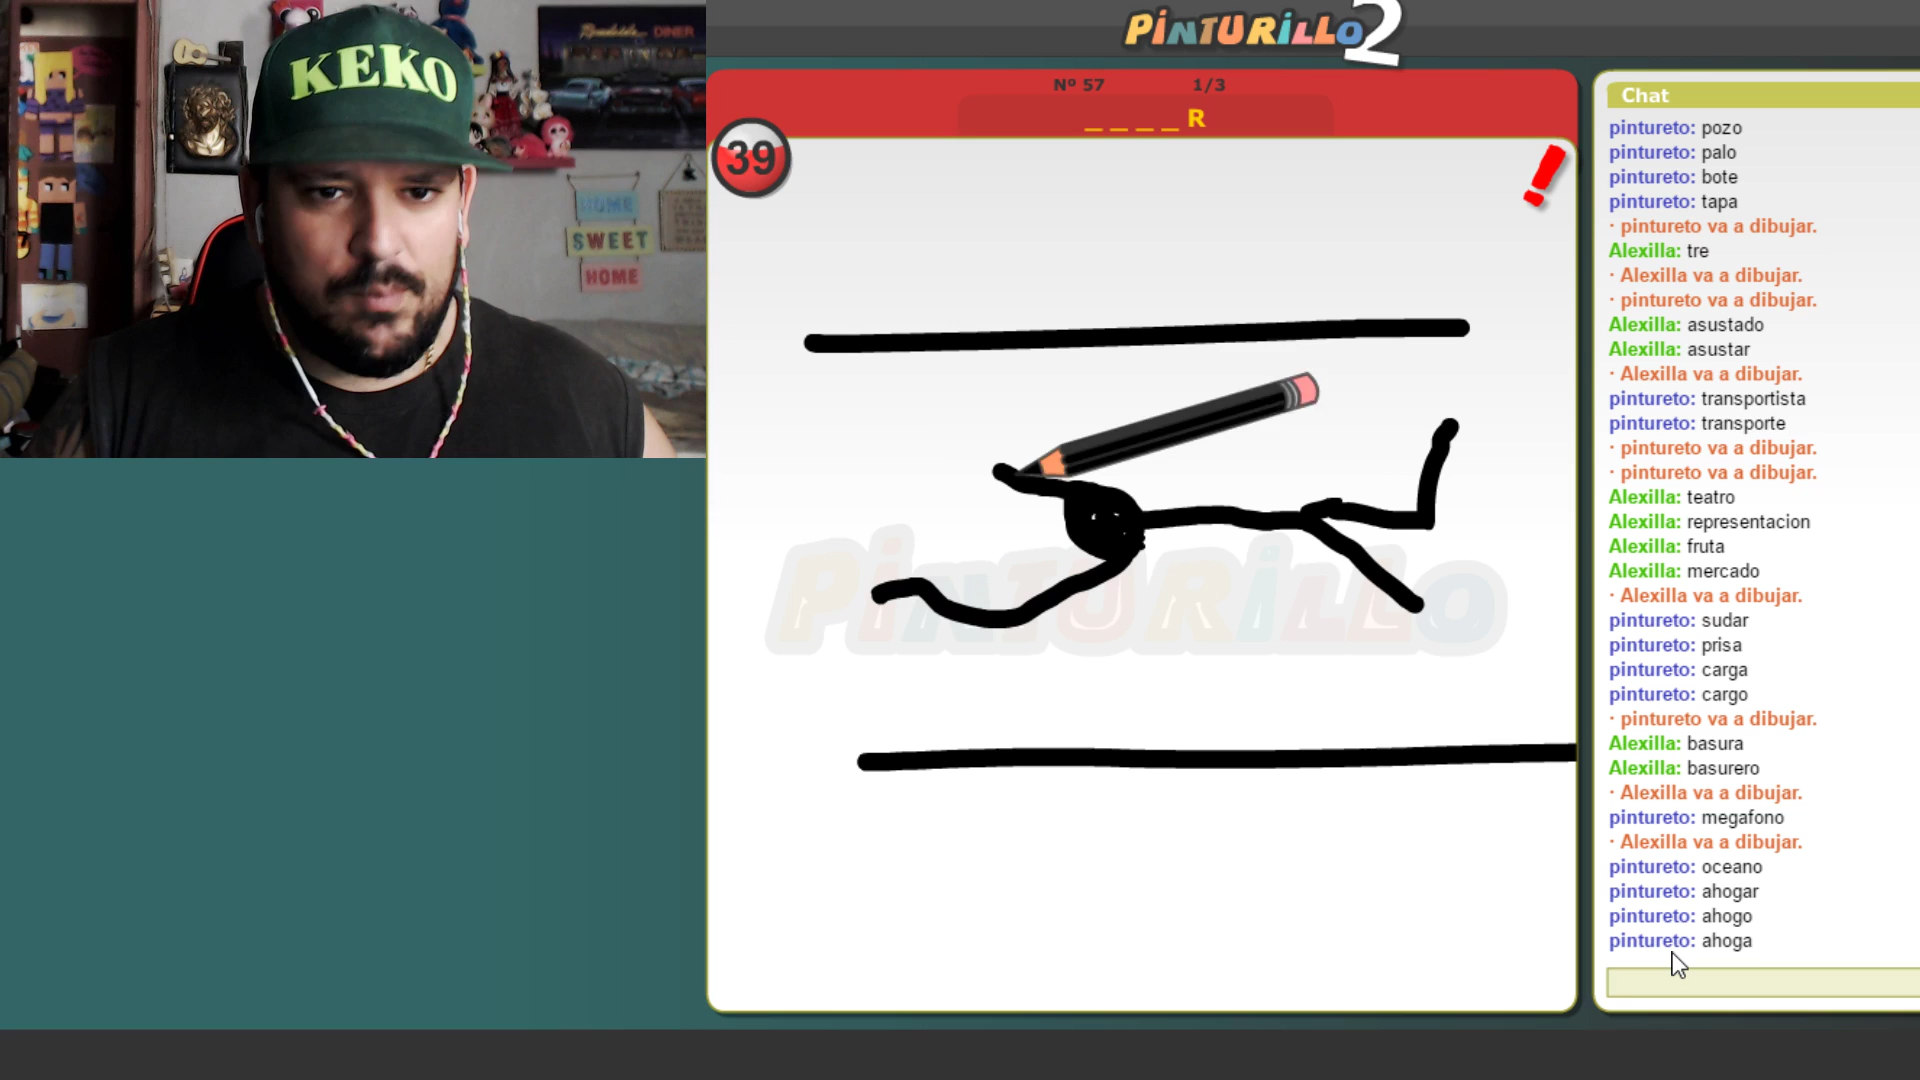 KEKO
Roadside DINER
HOME
SWEET
HOME
PiNTURiLLO2
Nº 57
1/3
_ _ _ _ R
39
!
PiNTURiLLO
Chat
pintureto: pozo
pintureto: palo
pintureto: bote
pintureto: tapa
· pintureto va a dibujar.
Alexilla: tre
· Alexilla va a dibujar.
· pintureto va a dibujar.
Alexilla: asustado
Alexilla: asustar
· Alexilla va a dibujar.
pintureto: transportista
pintureto: transporte
· pintureto va a dibujar.
· pintureto va a dibujar.
Alexilla: teatro
Alexilla: representacion
Alexilla: fruta
Alexilla: mercado
· Alexilla va a dibujar.
pintureto: sudar
pintureto: prisa
pintureto: carga
pintureto: cargo
· pintureto va a dibujar.
Alexilla: basura
Alexilla: basurero
· Alexilla va a dibujar.
pintureto: megafono
· Alexilla va a dibujar.
pintureto: oceano
pintureto: ahogar
pintureto: ahogo
pintureto: ahoga